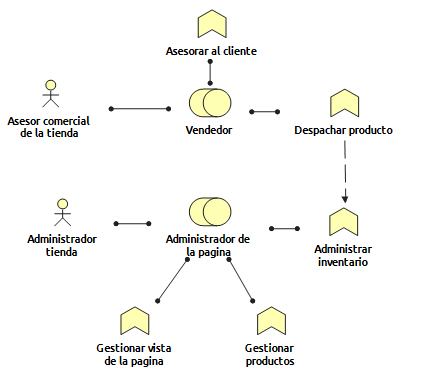 Asesorar al cliente
Asesor comercial
de la tienda
Vendedor
Despachar producto
Administrador
tienda
Administrador de
la pagina
Administrar
inventario
Gestionar vista
de la pagina
Gestionar
productos